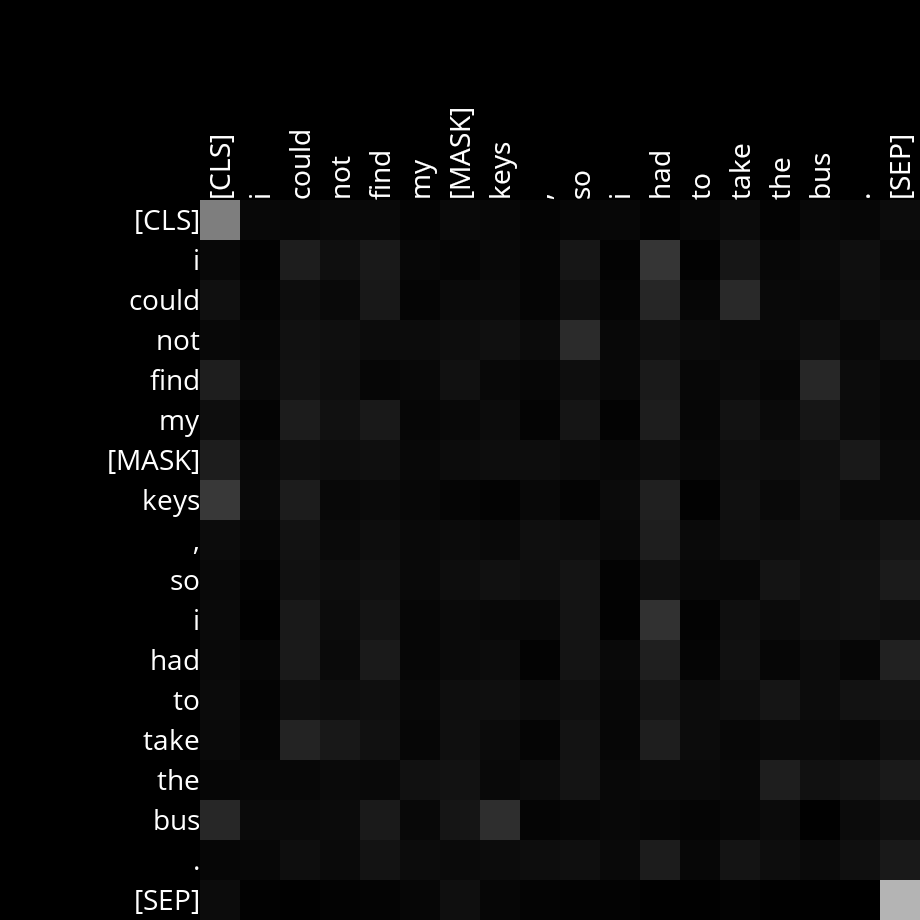 [CLS] i could not find my [MASK] keys , so i had to take the bus . [SEP]
[CLS]
i
could
not
find
my
[MASK]
keys
,
so
i
had
to
take
the
bus
.
[SEP]